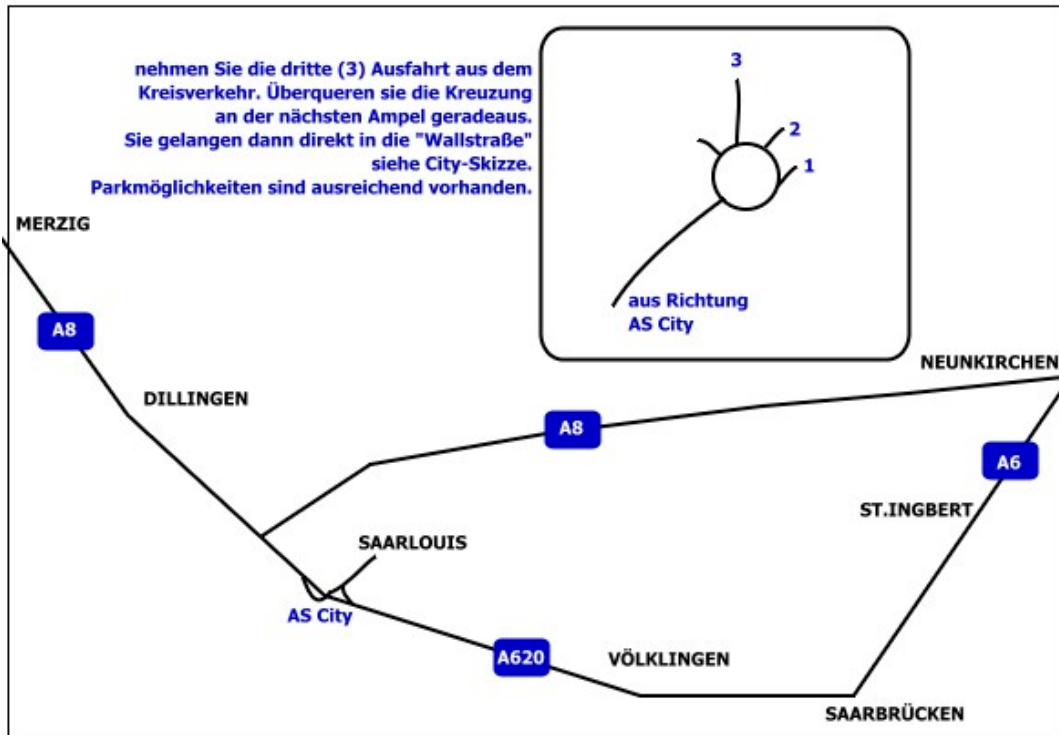 nehmen Sie die dritte (3) Ausfahrt aus dem
Kreisverkehr. Überqueren sie die Kreuzung
an der nächsten Ampel geradeaus.
Sie gelangen dann direkt in die "Wallstraße"
siehe City-Skizze.
Parkmöglichkeiten sind ausreichend vorhanden.
3
2
1
aus Richtung
AS City
MERZIG
A8
DILLINGEN
NEUNKIRCHEN
A8
A6
ST.INGBERT
SAARLOUIS
AS City
A620
VÖLKLINGEN
SAARBRÜCKEN